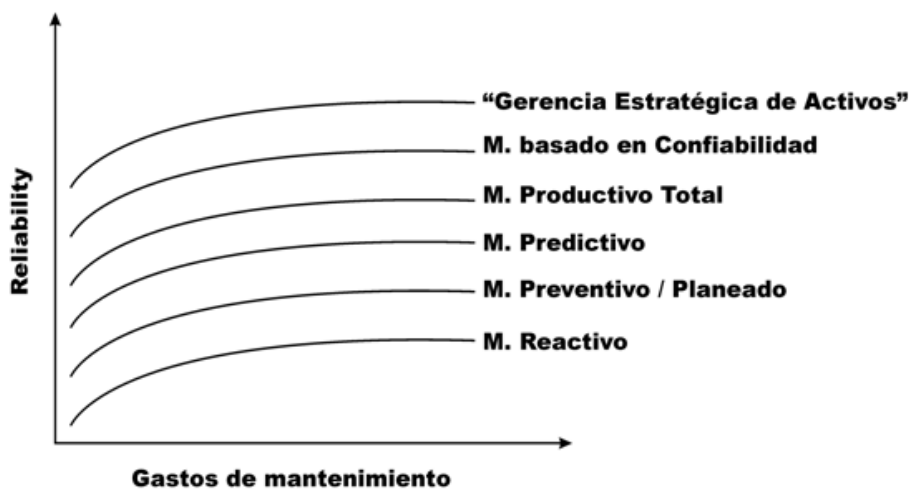 “Gerencia Estratégica de Activos”
M. basado en Confiabilidad
M. Productivo Total
M. Predictivo
M. Preventivo / Planeado
M. Reactivo
Reliability
Gastos de mantenimiento